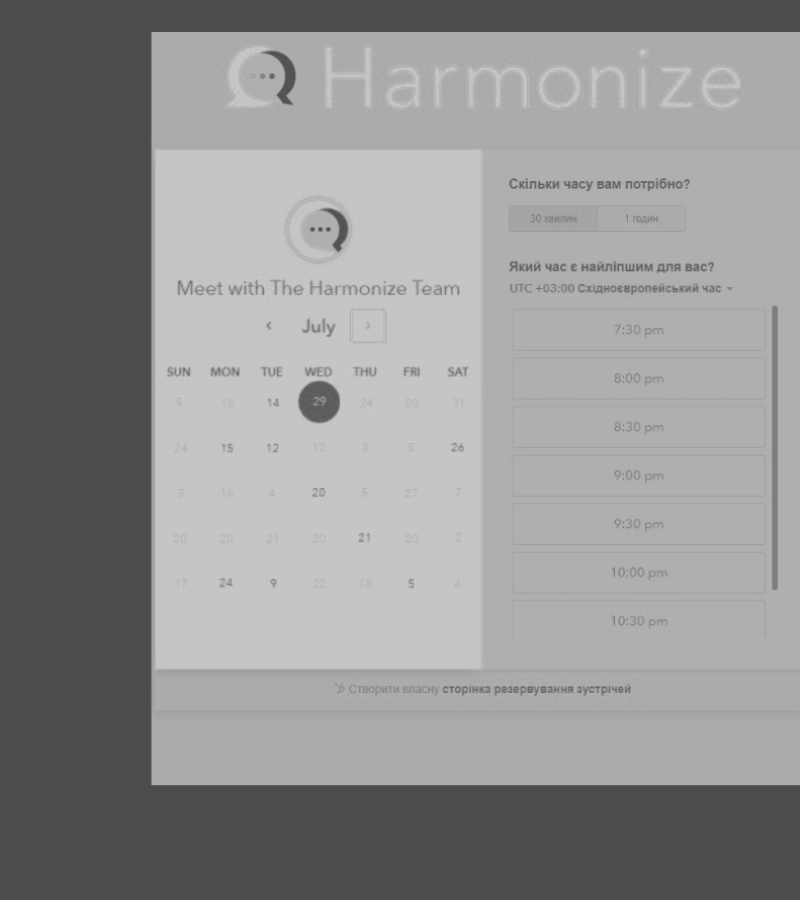 Harmonize
Meet with The Harmonize Team
‹ July ›
SUN MON TUE WED THU FRI SAT
5 10 14 29 24 20 31
24 15 12 12 4 5 26
3 16 4 20 5 27 7
20 20 21 20 21 20 2
17 24 9 22 18 5 4
Скільки часу вам потрібно?
30 хвилин 1 годин
Який час є найліпшим для вас?
UTC +03:00 Східноєвропейський час
7:30 pm
8:00 pm
8:30 pm
9:00 pm
9:30 pm
10:00 pm
10:30 pm
Створити власну сторінка резервування зустрічей